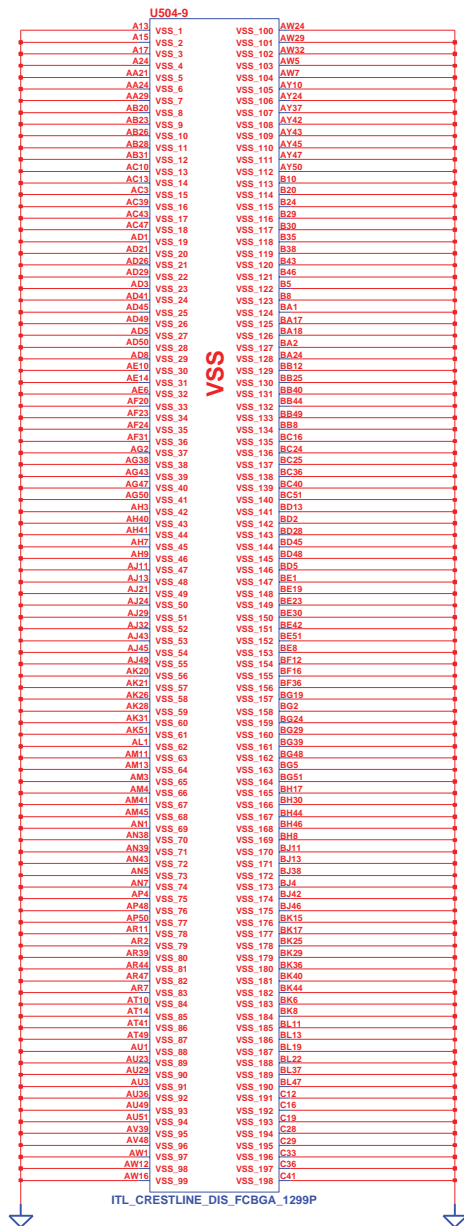 U504-9
A13 VSS_1 VSS_100 AW24
A15 VSS_2 VSS_101 AW29
A17 VSS_3 VSS_102 AW32
A24 VSS_4 VSS_103 AW5
AA21 VSS_5 VSS_104 AW7
AA24 VSS_6 VSS_105 AY10
AA29 VSS_7 VSS_106 AY24
AB20 VSS_8 VSS_107 AY37
AB23 VSS_9 VSS_108 AY42
AB26 VSS_10 VSS_109 AY43
AB28 VSS_11 VSS_110 AY45
AB31 VSS_12 VSS_111 AY47
AC10 VSS_13 VSS_112 AY50
AC13 VSS_14 VSS_113 B10
AC3 VSS_15 VSS_114 B20
AC39 VSS_16 VSS_115 B24
AC43 VSS_17 VSS_116 B29
AC47 VSS_18 VSS_117 B30
AD1 VSS_19 VSS_118 B35
AD21 VSS_20 VSS_119 B38
AD26 VSS_21 VSS_120 B43
AD29 VSS_22 VSS_121 B46
AD3 VSS_23 VSS_122 B5
AD41 VSS_24 VSS_123 B8
AD45 VSS_25 VSS_124 BA1
AD49 VSS_26 VSS_125 BA17
AD5 VSS_27 VSS_126 BA18
AD50 VSS_28 VSS_127 BA2
AD8 VSS_29 VSS_128 BA24
AE10 VSS_30 VSS_129 BB12
AE14 VSS_31 VSS_130 BB25
AE6 VSS_32 VSS_131 BB40
AF20 VSS_33 VSS_132 BB44
AF23 VSS_34 VSS_133 BB49
AF24 VSS_35 VSS_134 BB8
AF31 VSS_36 VSS_135 BC16
AG2 VSS_37 VSS_136 BC24
AG38 VSS_38 VSS_137 BC25
AG43 VSS_39 VSS_138 BC36
AG47 VSS_40 VSS_139 BC40
AG50 VSS_41 VSS_140 BC51
AH3 VSS_42 VSS_141 BD13
AH40 VSS_43 VSS_142 BD2
AH41 VSS_44 VSS_143 BD28
AH7 VSS_45 VSS_144 BD45
AH9 VSS_46 VSS_145 BD48
AJ11 VSS_47 VSS_146 BD5
AJ13 VSS_48 VSS_147 BE1
AJ21 VSS_49 VSS_148 BE19
AJ24 VSS_50 VSS_149 BE23
AJ29 VSS_51 VSS_150 BE30
AJ32 VSS_52 VSS_151 BE42
AJ43 VSS_53 VSS_152 BE51
AJ45 VSS_54 VSS_153 BE8
AJ49 VSS_55 VSS_154 BF12
AK20 VSS_56 VSS_155 BF16
AK21 VSS_57 VSS_156 BF36
AK26 VSS_58 VSS_157 BG19
AK28 VSS_59 VSS_158 BG2
AK31 VSS_60 VSS_159 BG24
AK51 VSS_61 VSS_160 BG29
AL1 VSS_62 VSS_161 BG39
AM11 VSS_63 VSS_162 BG48
AM13 VSS_64 VSS_163 BG5
AM3 VSS_65 VSS_164 BG51
AM4 VSS_66 VSS_165 BH17
AM41 VSS_67 VSS_166 BH30
AM45 VSS_68 VSS_167 BH44
AN1 VSS_69 VSS_168 BH46
AN38 VSS_70 VSS_169 BH8
AN39 VSS_71 VSS_170 BJ11
AN43 VSS_72 VSS_171 BJ13
AN5 VSS_73 VSS_172 BJ38
AN7 VSS_74 VSS_173 BJ4
AP4 VSS_75 VSS_174 BJ42
AP48 VSS_76 VSS_175 BJ46
AP50 VSS_77 VSS_176 BK15
AR11 VSS_78 VSS_177 BK17
AR2 VSS_79 VSS_178 BK25
AR39 VSS_80 VSS_179 BK29
AR44 VSS_81 VSS_180 BK36
AR47 VSS_82 VSS_181 BK40
AR7 VSS_83 VSS_182 BK44
AT10 VSS_84 VSS_183 BK6
AT14 VSS_85 VSS_184 BK8
AT41 VSS_86 VSS_185 BL11
AT49 VSS_87 VSS_186 BL13
AU1 VSS_88 VSS_187 BL19
AU23 VSS_89 VSS_188 BL22
AU29 VSS_90 VSS_189 BL37
AU3 VSS_91 VSS_190 BL47
AU36 VSS_92 VSS_191 C12
AU49 VSS_93 VSS_192 C16
AU51 VSS_94 VSS_193 C19
AV39 VSS_95 VSS_194 C28
AV48 VSS_96 VSS_195 C29
AW1 VSS_97 VSS_196 C33
AW12 VSS_98 VSS_197 C36
AW16 VSS_99 VSS_198 C41
VSS
ITL_CRESTLINE_DIS_FCBGA_1299P